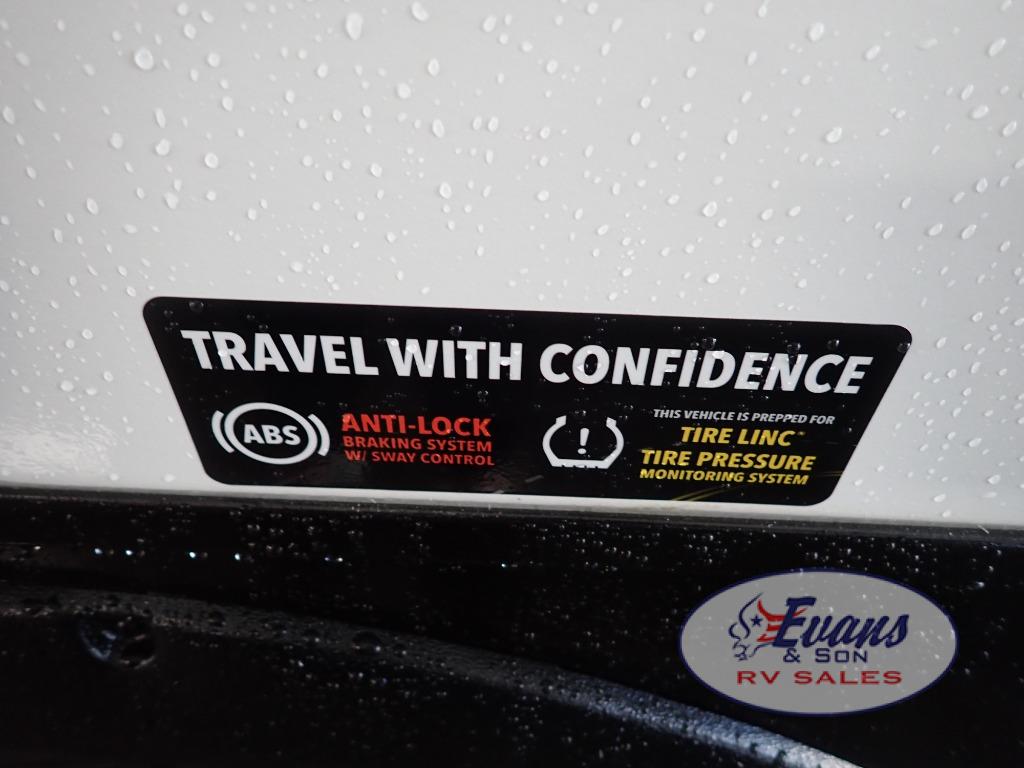 TRAVEL WITH CONFIDENCE
ABS
ANTI-LOCK
BRAKING SYSTEM
W/ SWAY CONTROL
!
THIS VEHICLE IS PREPPED FOR
TIRE LINC™
TIRE PRESSURE
MONITORING SYSTEM
Evans
& SON
RV SALES